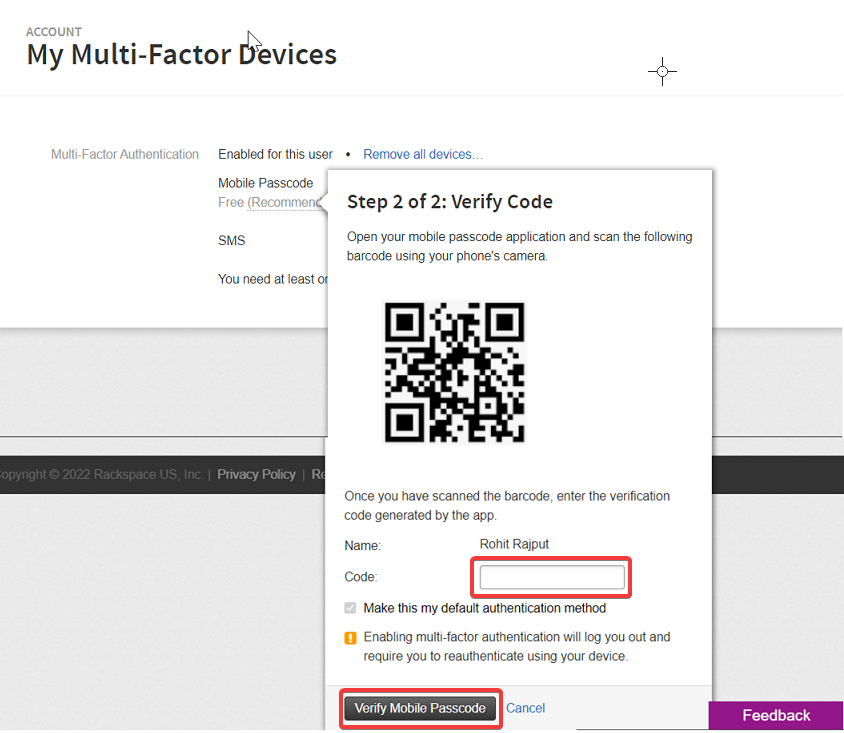 ACCOUNT
My Multi-Factor Devices
Multi-Factor Authentication
Enabled for this user • Remove all devices...
Mobile Passcode
Free (Recommend
SMS
You need at least or
Step 2 of 2: Verify Code
Open your mobile passcode application and scan the following
barcode using your phone's camera.
Once you have scanned the barcode, enter the verification
code generated by the app.
Name: Rohit Rajput
Code:
Make this my default authentication method
Enabling multi-factor authentication will log you out and
require you to reauthenticate using your device.
Verify Mobile Passcode Cancel
opyright © 2022 Rackspace US, Inc. | Privacy Policy | Re
Feedback